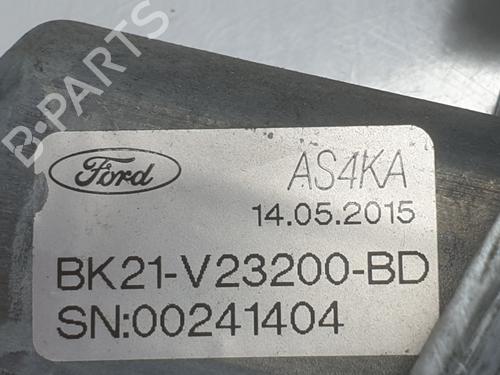 B-PARTS
Ford
AS4KA
14.05.2015
BK21-V23200-BD
SN:00241404